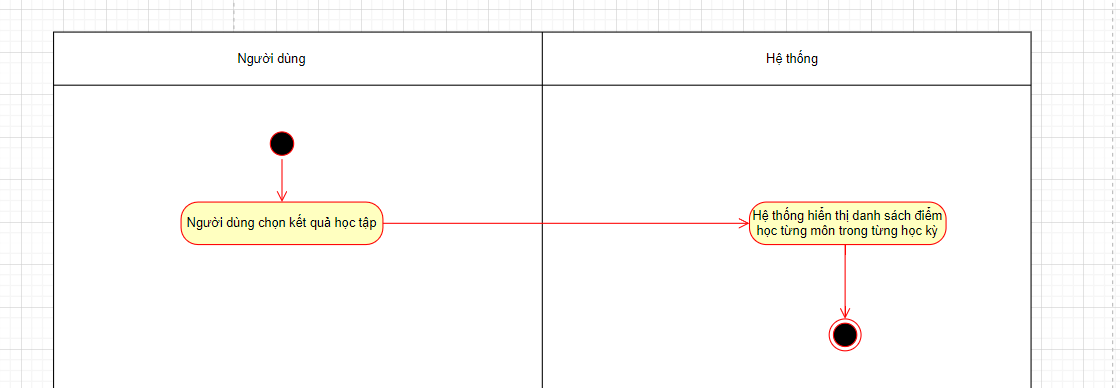 Người dùng
Hệ thống
Người dùng chọn kết quả học tập
Hệ thống hiển thị danh sách điểm
học từng môn trong từng học kỳ